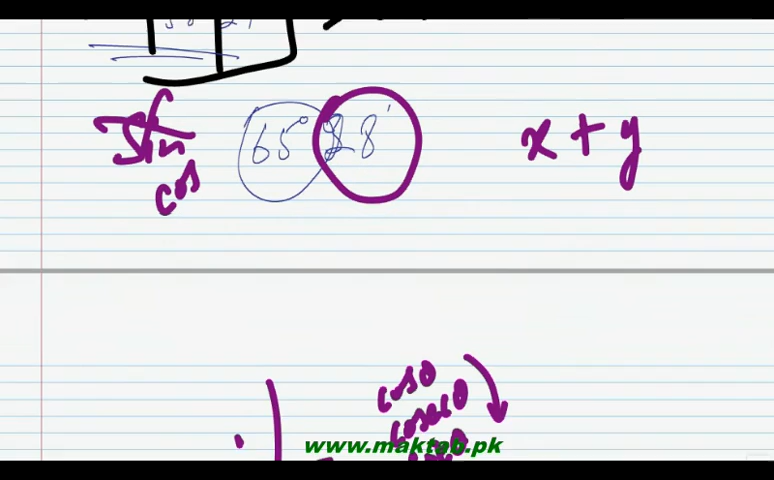 sin 65° 28' x + y
cos
cosθ
cosecθ
www.maktab.pk